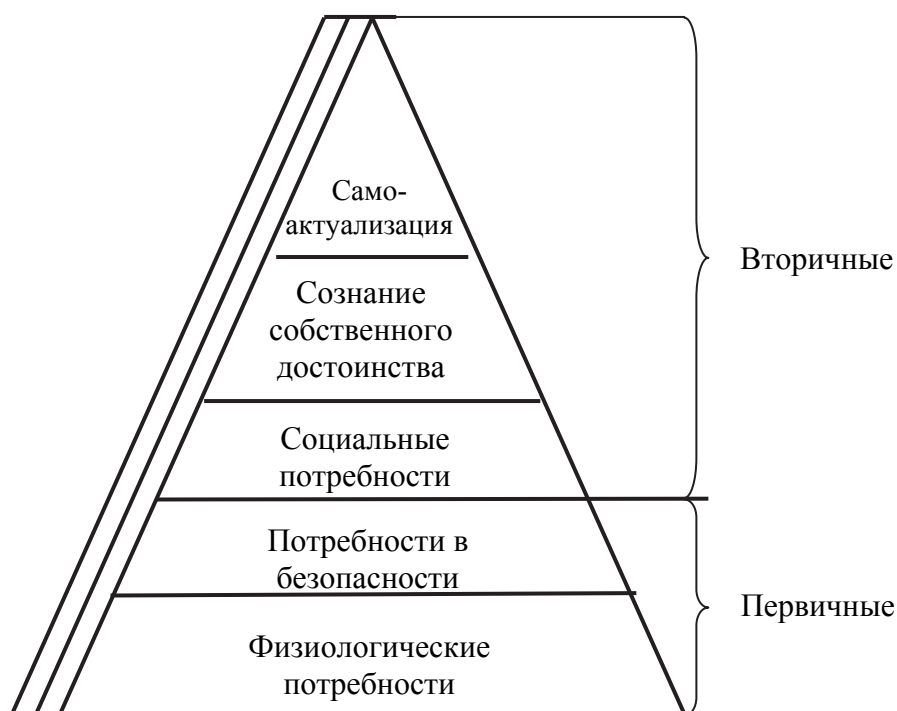 Само-
актуализация
Сознание
собственного
достоинства
Социальные
потребности
Потребности в
безопасности
Физиологические
потребности
Вторичные
Первичные